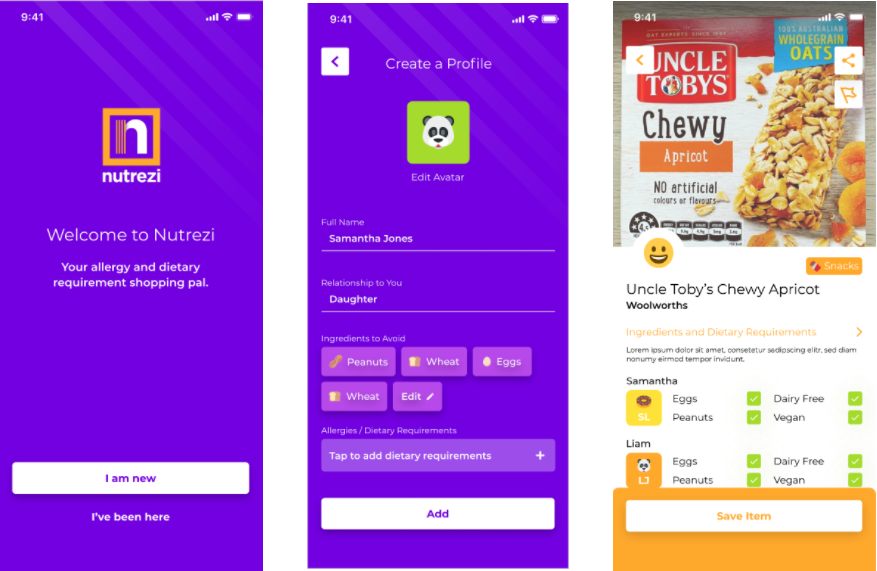 9:41
nutrezi
Welcome to Nutrezi
Your allergy and dietary
requirement shopping pal.
I am new
I've been here
9:41
Create a Profile
Edit Avatar
Full Name
Samantha Jones
Relationship to You
Daughter
Ingredients to Avoid
Peanuts
Wheat
Eggs
Wheat
Edit
Allergies / Dietary Requirements
Tap to add dietary requirements
Add
9:41
OAT EXPERTS SINCE 1893
100% AUSTRALIAN
WHOLEGRAIN
OATS
UNCLE
TOBYS
Chewy
Apricot
NO artificial
colours or flavours
Snacks
Uncle Toby's Chewy Apricot
Woolworths
Ingredients and Dietary Requirements
Lorem ipsum dolor sit amet, consetetur sadipscing elitr, sed diam
nonumy eirmod tempor invidunt.
Samantha
SL
Eggs
Dairy Free
Peanuts
Vegan
Liam
LJ
Eggs
Dairy Free
Peanuts
Vegan
Save Item